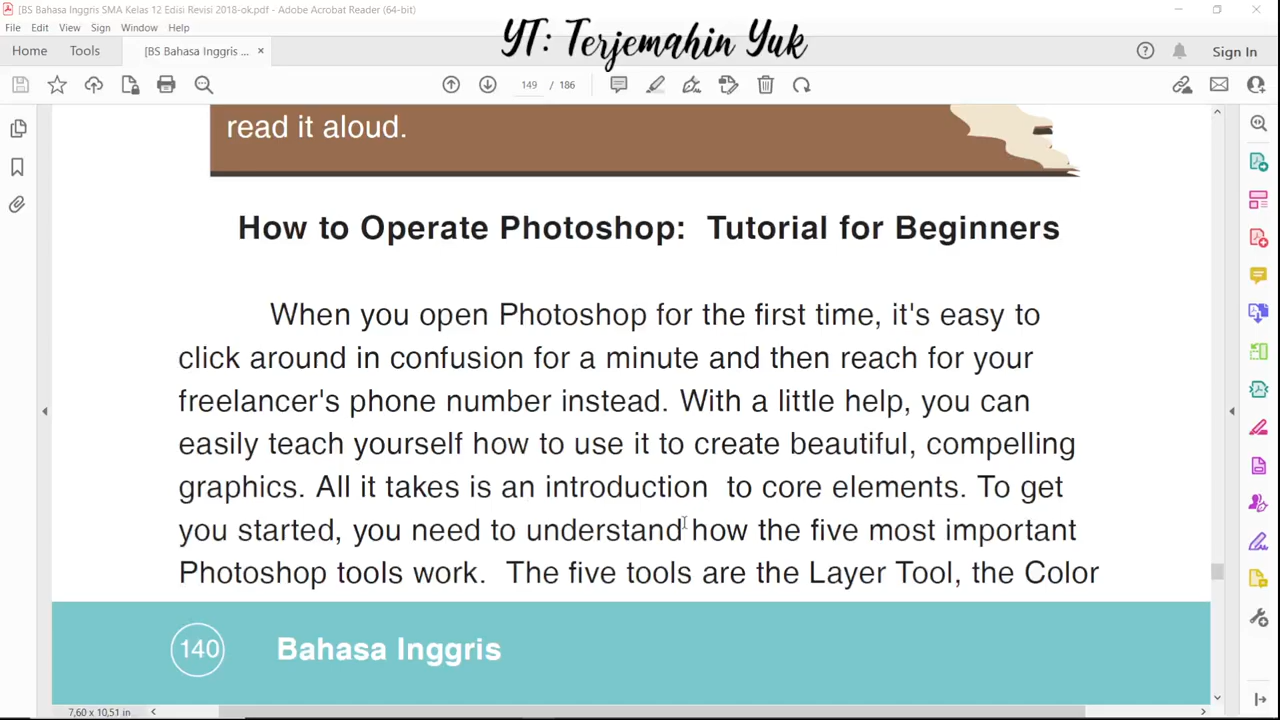 [BS Bahasa Inggris SMA Kelas 12 Edisi Revisi 2018-ok.pdf - Adobe Acrobat Reader (64-bit)
YT: Terjemahin Yuk
File Edit View Sign Window Help
Home Tools [BS Bahasa Inggris ... × Sign In
149 / 186
read it aloud.
How to Operate Photoshop: Tutorial for Beginners
When you open Photoshop for the first time, it's easy to
click around in confusion for a minute and then reach for your
freelancer's phone number instead. With a little help, you can
easily teach yourself how to use it to create beautiful, compelling
graphics. All it takes is an introduction to core elements. To get
you started, you need to understand how the five most important
Photoshop tools work. The five tools are the Layer Tool, the Color
140 Bahasa Inggris
7,60 x 10,51 in